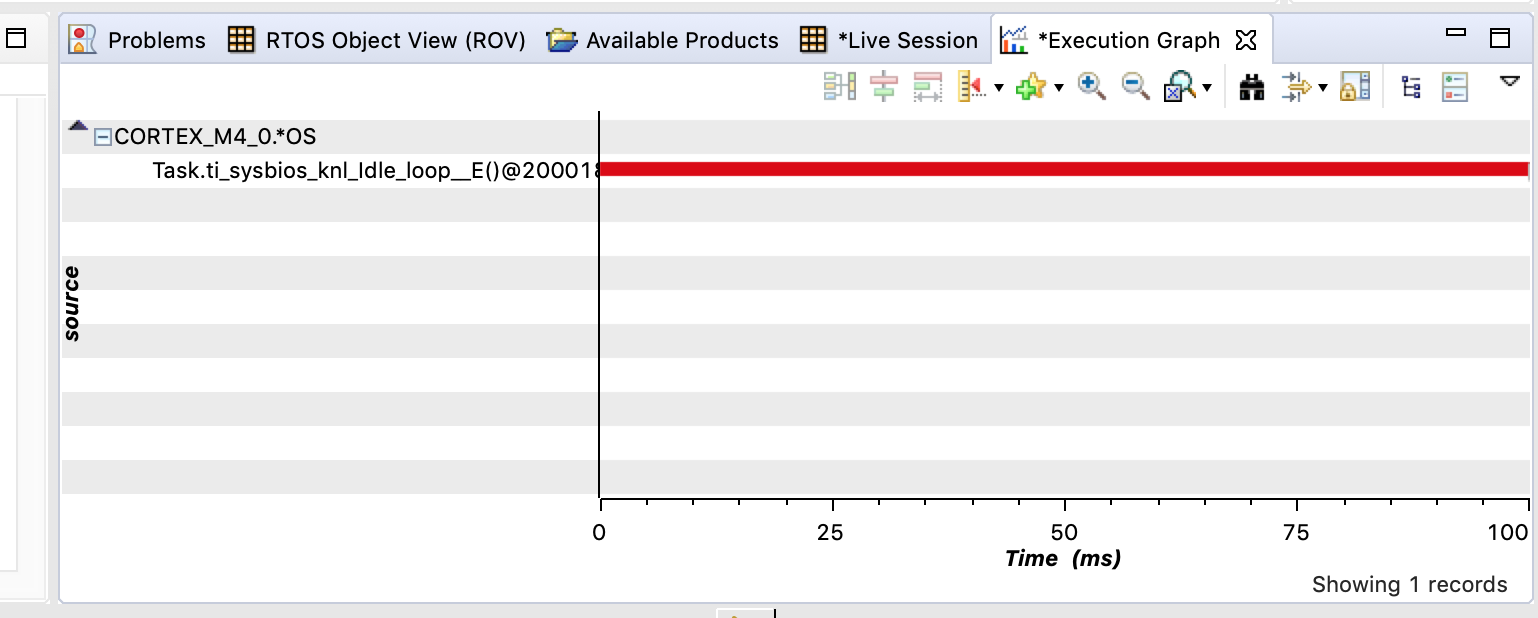 Problems RTOS Object View (ROV) Available Products *Live Session *Execution Graph
CORTEX_M4_0.*OS
Task.ti_sysbios_knl_Idle_loop__E()@20001
source
0 25 50 75 100
Time (ms)
Showing 1 records